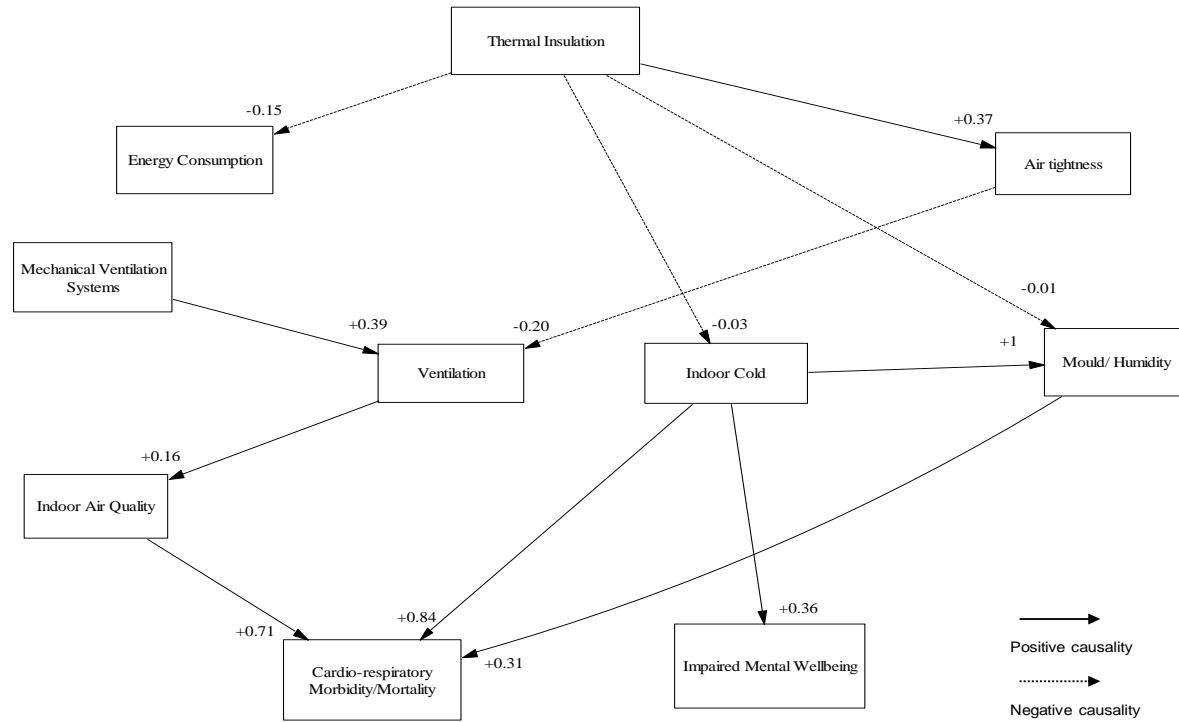 Thermal Insulation
-0.15
+0.37
Energy Consumption
Air tightness
Mechanical Ventilation
Systems
-0.01
+0.39
-0.20
-0.03
+1
Ventilation
Indoor Cold
Mould/ Humidity
+0.16
Indoor Air Quality
+0.71
+0.84
+0.36
+0.31
Cardio-respiratory
Morbidity/Mortality
Impaired Mental Wellbeing
Positive causality
Negative causality